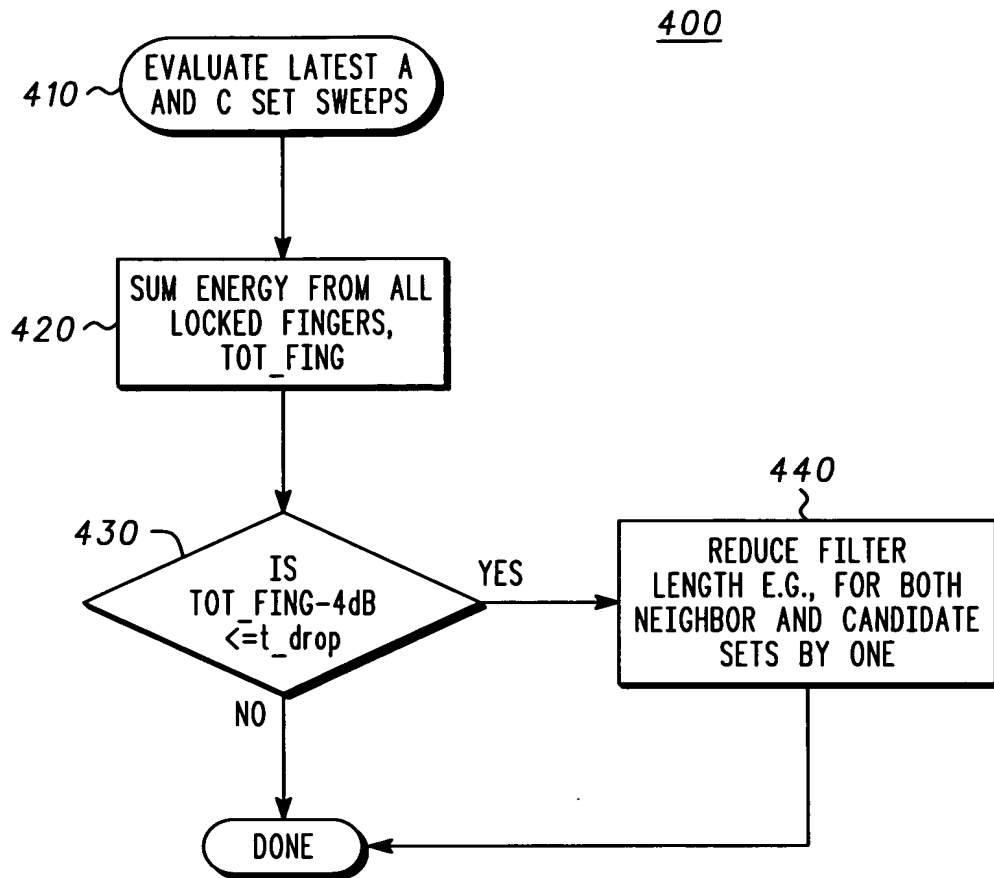 400
410
EVALUATE LATEST A
AND C SET SWEEPS
420
SUM ENERGY FROM ALL
LOCKED FINGERS,
TOT_FING
430
IS
TOT_FING-4dB
<=t_drop
YES
NO
440
REDUCE FILTER
LENGTH E.G., FOR BOTH
NEIGHBOR AND CANDIDATE
SETS BY ONE
DONE